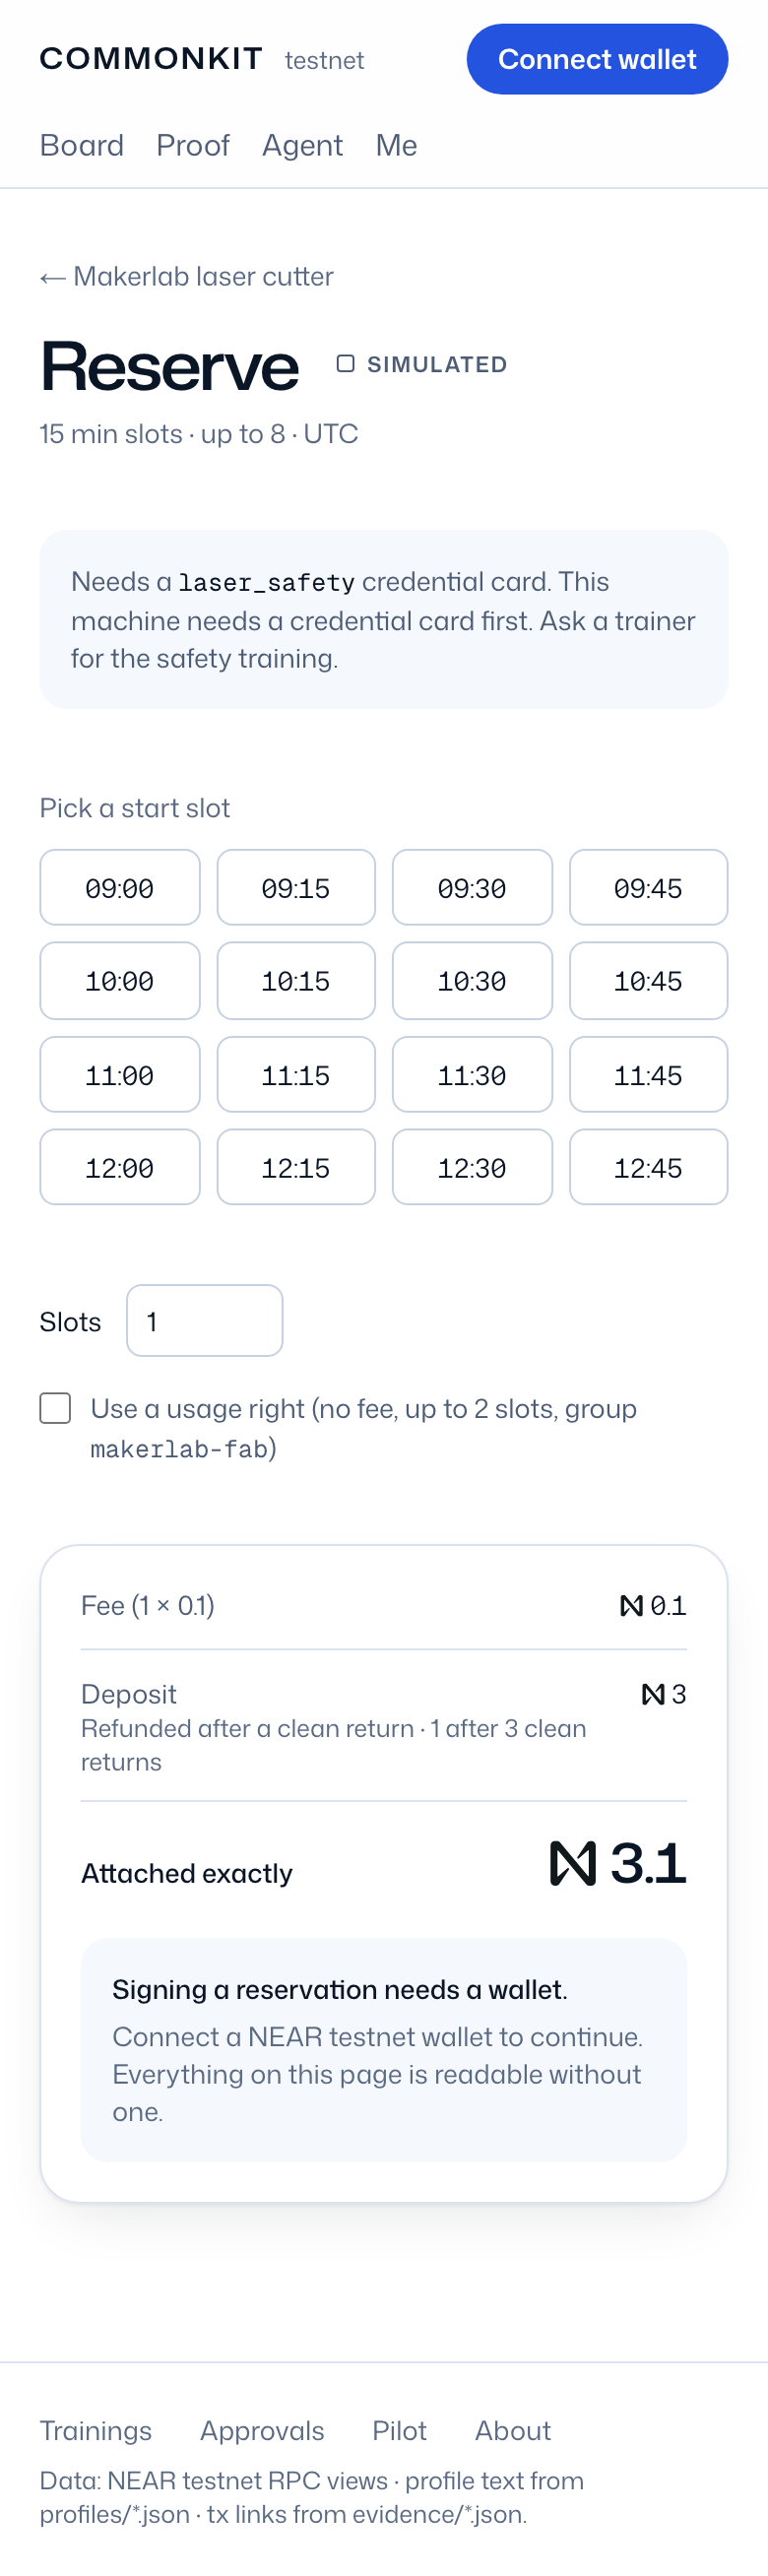 COMMONKIT testnet Connect wallet
Board Proof Agent Me
← Makerlab laser cutter
Reserve SIMULATED
15 min slots · up to 8 · UTC
Needs a laser_safety credential card. This
machine needs a credential card first. Ask a trainer
for the safety training.
Pick a start slot
09:00 09:15 09:30 09:45
10:00 10:15 10:30 10:45
11:00 11:15 11:30 11:45
12:00 12:15 12:30 12:45
Slots 1
Use a usage right (no fee, up to 2 slots, group
makerlab-fab)
Fee (1 × 0.1) 0.1
Deposit 3
Refunded after a clean return · 1 after 3 clean
returns
Attached exactly 3.1
Signing a reservation needs a wallet.
Connect a NEAR testnet wallet to continue.
Everything on this page is readable without
one.
Trainings Approvals Pilot About
Data: NEAR testnet RPC views · profile text from
profiles/*.json · tx links from evidence/*.json.